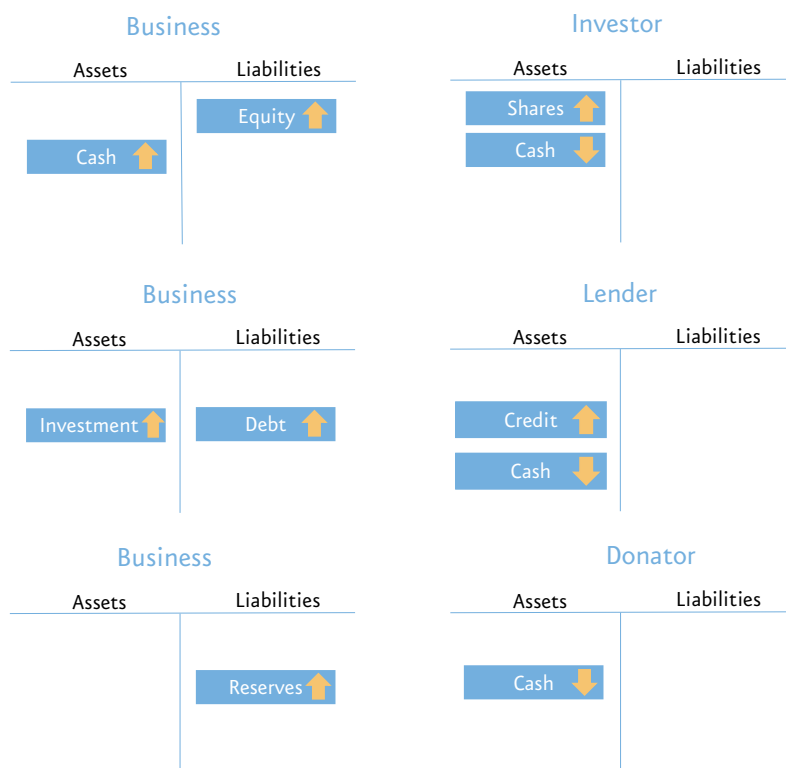 Business
Investor
Assets
Liabilities
Assets
Liabilities
Equity
Cash
Shares
Cash
Business
Lender
Assets
Liabilities
Assets
Liabilities
Investment
Debt
Credit
Cash
Business
Donator
Assets
Liabilities
Assets
Liabilities
Reserves
Cash